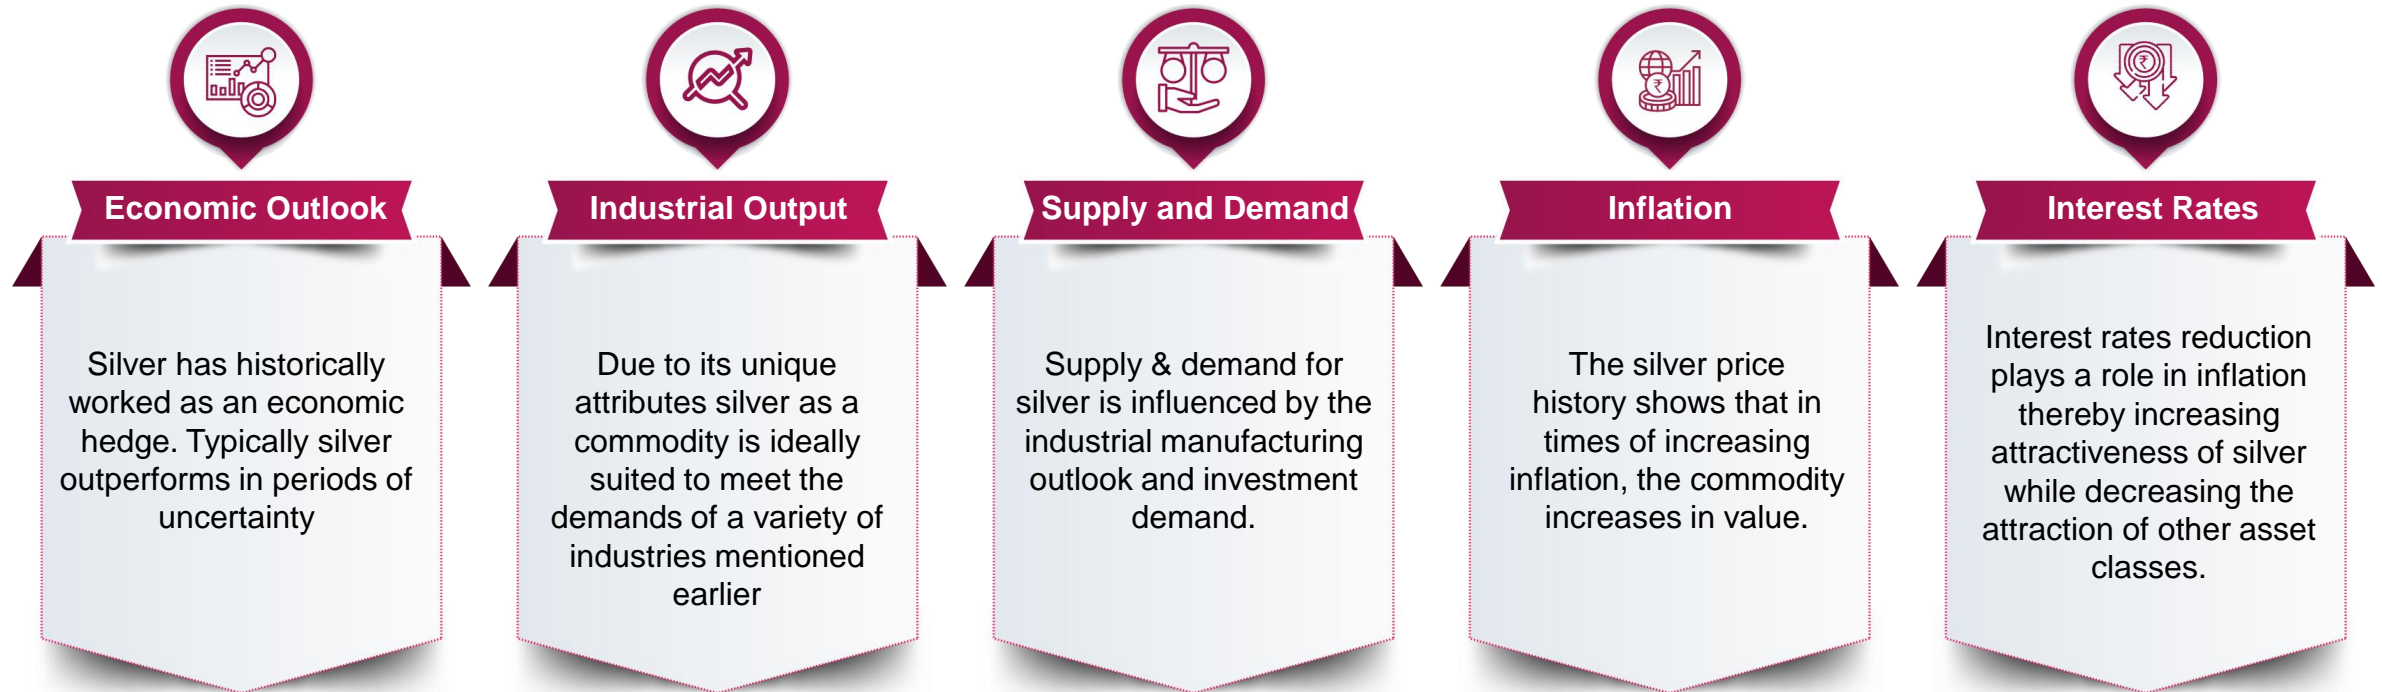 Economic Outlook
Silver has historically
worked as an economic
hedge. Typically silver
outperforms in periods of
uncertainty
Industrial Output
Due to its unique
attributes silver as a
commodity is ideally
suited to meet the
demands of a variety of
industries mentioned
earlier
Supply and Demand
Supply & demand for
silver is influenced by the
industrial manufacturing
outlook and investment
demand.
₹
Inflation
The silver price
history shows that in
times of increasing
inflation, the commodity
increases in value.
₹
Interest Rates
Interest rates reduction
plays a role in inflation
thereby increasing
attractiveness of silver
while decreasing the
attraction of other asset
classes.